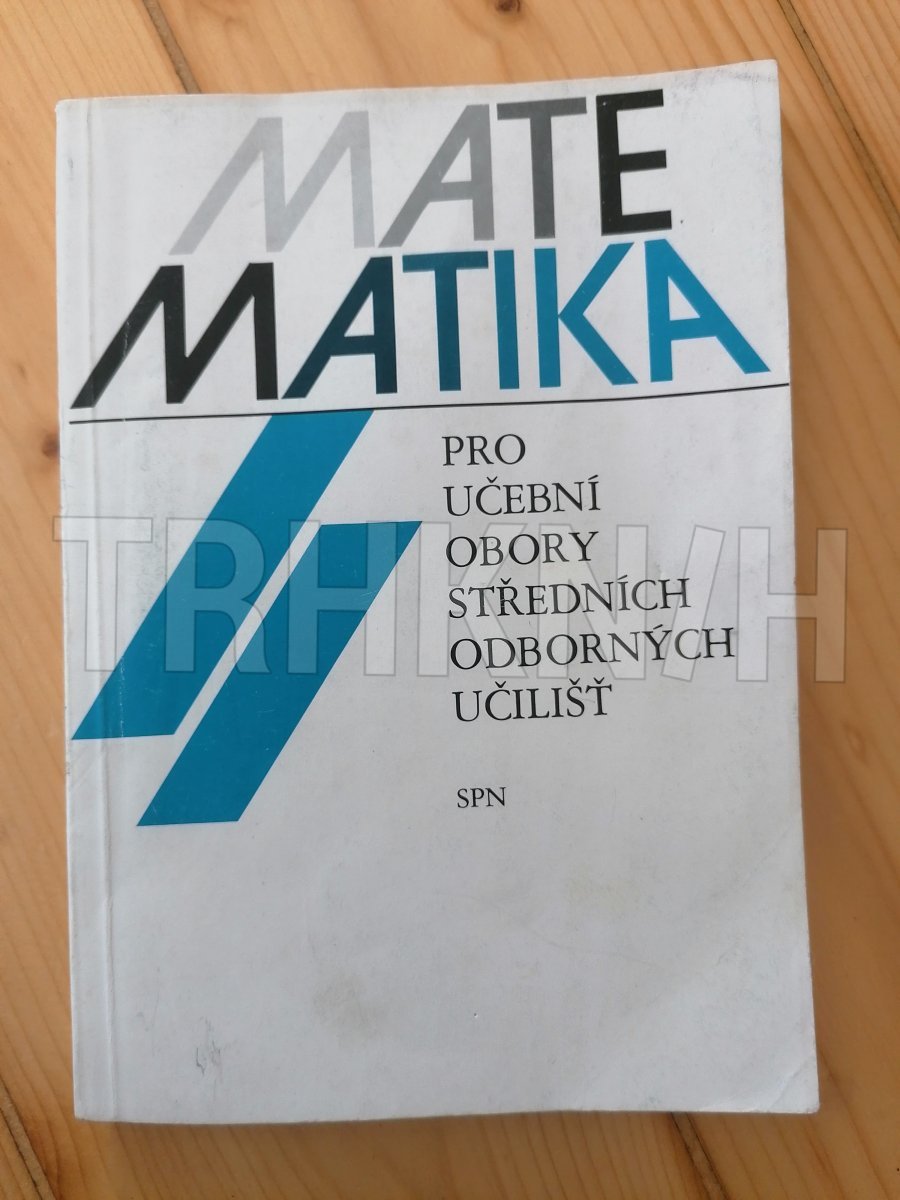 MATE
MATIKA
PRO
UČEBNÍ
OBORY
STŘEDNÍCH
ODBORNÝCH
UČILIŠŤ
SPN
TRHKNIH